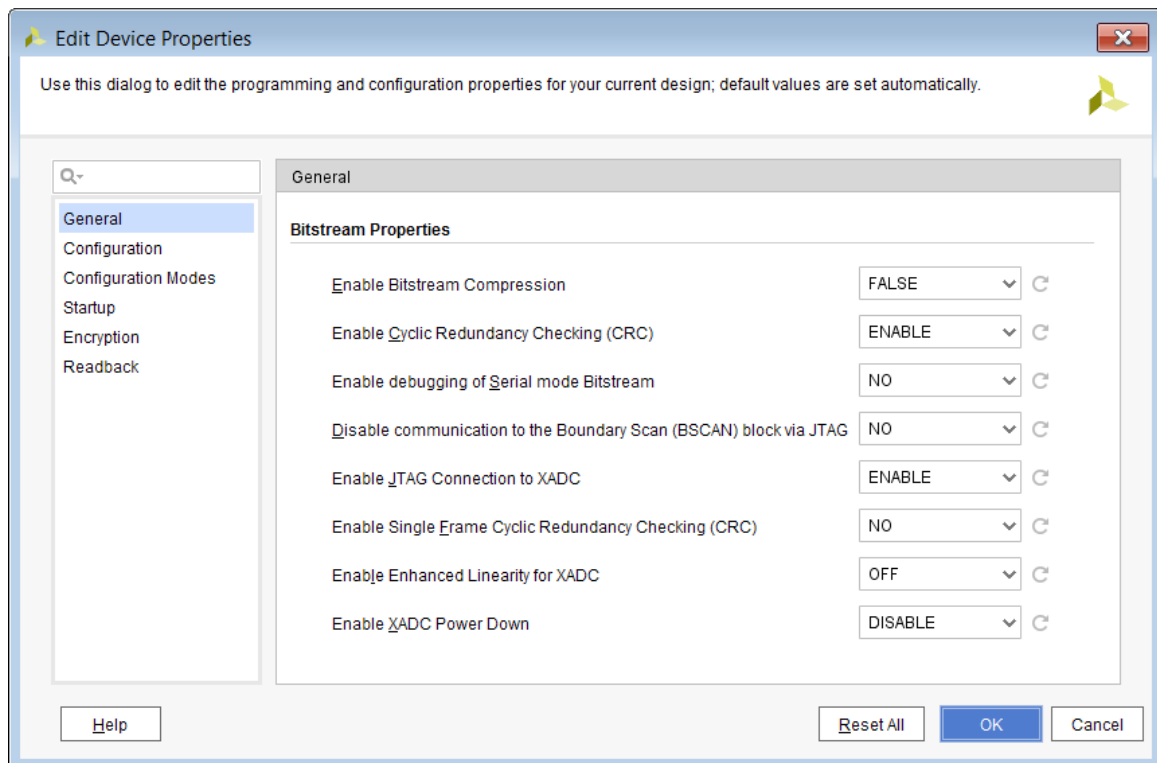 Edit Device Properties
Use this dialog to edit the programming and configuration properties for your current design; default values are set automatically.
General
Configuration
Configuration Modes
Startup
Encryption
Readback
General
Bitstream Properties
Enable Bitstream Compression FALSE
Enable Cyclic Redundancy Checking (CRC) ENABLE
Enable debugging of Serial mode Bitstream NO
Disable communication to the Boundary Scan (BSCAN) block via JTAG NO
Enable JTAG Connection to XADC ENABLE
Enable Single Frame Cyclic Redundancy Checking (CRC) NO
Enable Enhanced Linearity for XADC OFF
Enable XADC Power Down DISABLE
Help Reset All OK Cancel